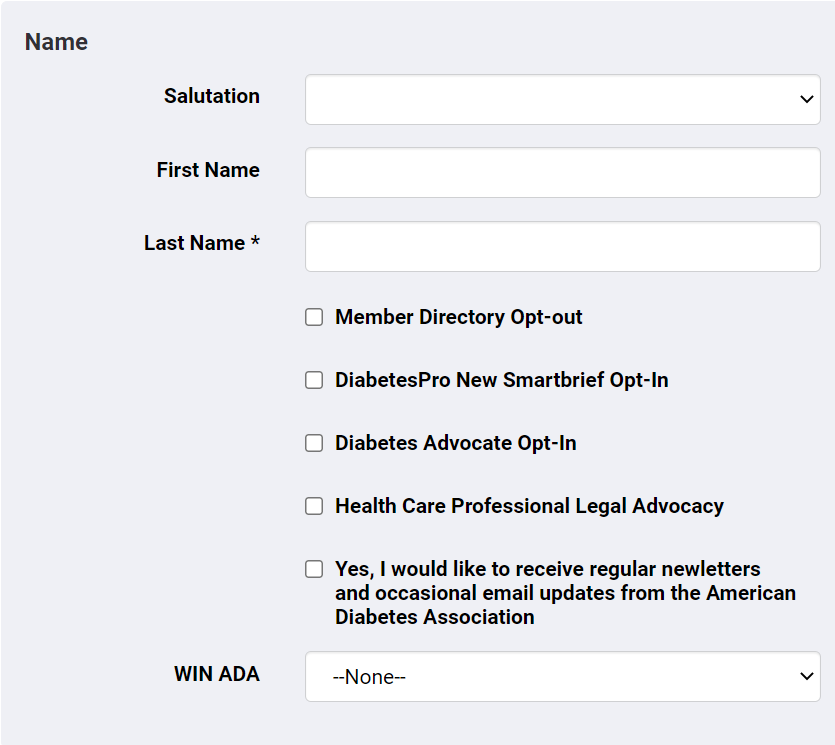 Name
Salutation
First Name
Last Name *
Member Directory Opt-out
DiabetesPro New Smartbrief Opt-In
Diabetes Advocate Opt-In
Health Care Professional Legal Advocacy
Yes, I would like to receive regular newletters
and occasional email updates from the American
Diabetes Association
WIN ADA
--None--